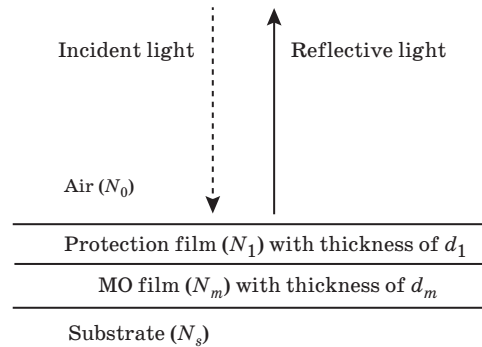 Incident light Reflective light
Air (N0)
Protection film (N1) with thickness of d1
MO film (Nm) with thickness of dm
Substrate (Ns)